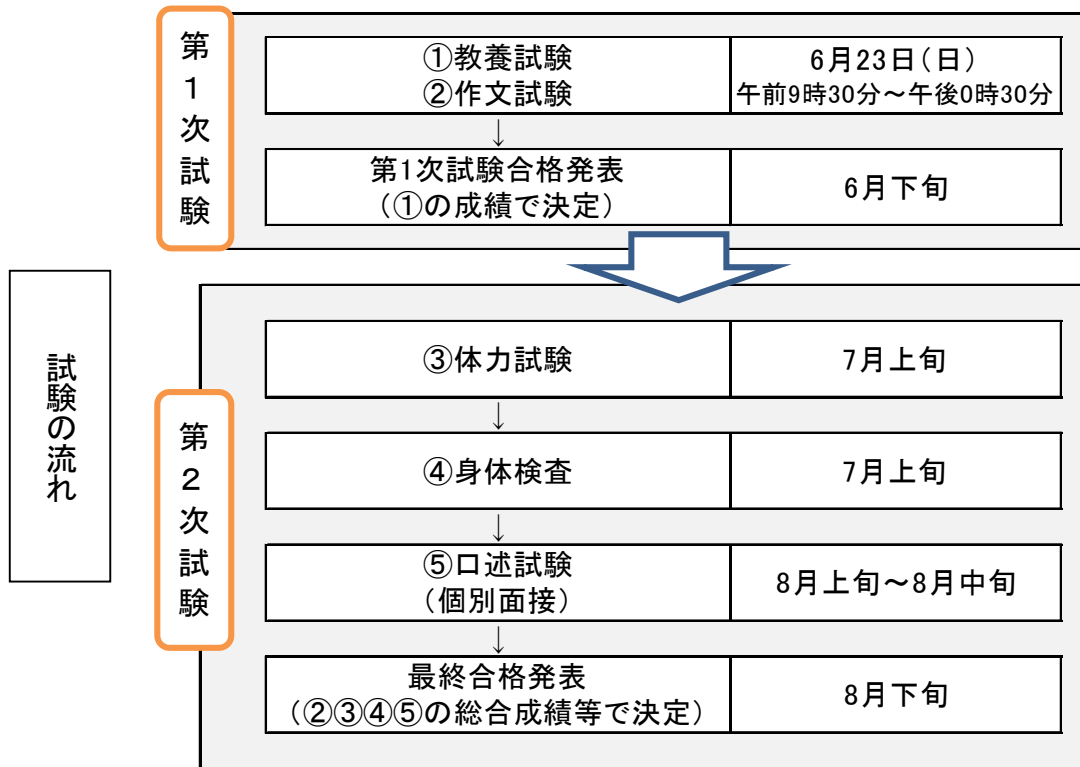 試験の流れ
第1次試験
①教養試験
②作文試験
6月23日(日)
午前9時30分～午後0時30分
↓
第1次試験合格発表
(①の成績で決定)
6月下旬
第2次試験
③体力試験
7月上旬
↓
④身体検査
7月上旬
↓
⑤口述試験
(個別面接)
8月上旬～8月中旬
↓
最終合格発表
(②③④⑤の総合成績等で決定)
8月下旬